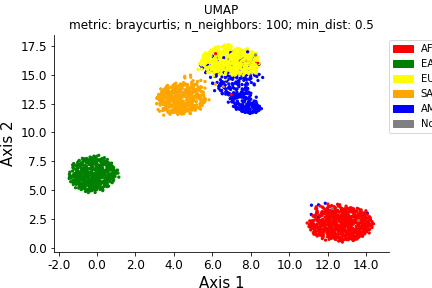 UMAP
metric: braycurtis; n_neighbors: 100; min_dist: 0.5
17.5
15.0
12.5
10.0
7.5
5.0
2.5
0.0
Axis 2
-2.0 0.0 2.0 4.0 6.0 8.0 10.0 12.0 14.0
Axis 1
AF
EA
EU
SA
AM
No